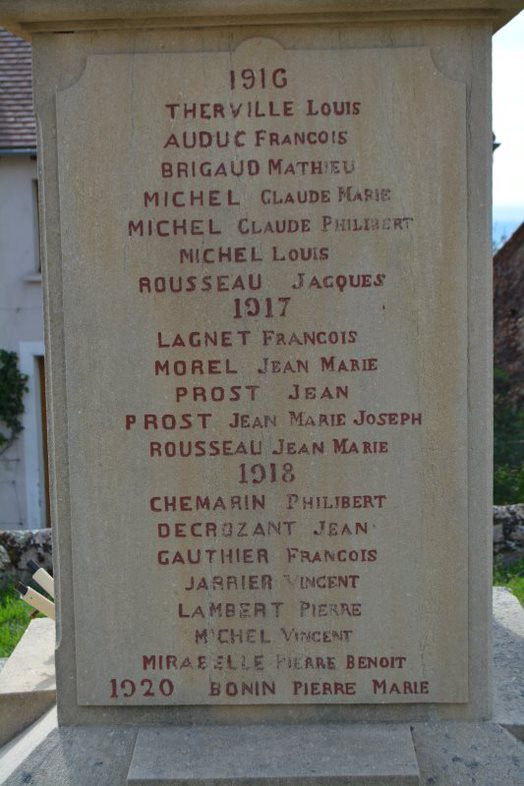 1916
THERVILLE LOUIS
AUDUC FRANCOIS
BRIGAUD MATHIEU
MICHEL CLAUDE MARIE
MICHEL CLAUDE PHILIBERT
MICHEL LOUIS
ROUSSEAU JACQUES
1917
LAGNET FRANCOIS
MOREL JEAN MARIE
PROST JEAN
PROST JEAN MARIE JOSEPH
ROUSSEAU JEAN MARIE
1918
CHEMARIN PHILIBERT
DECROZANT JEAN
GAUTHIER FRANCOIS
JARRIER VINCENT
LAMBERT PIERRE
MICHEL VINCENT
MIRABELLE PIERRE BENOIT
1920 BONIN PIERRE MARIE